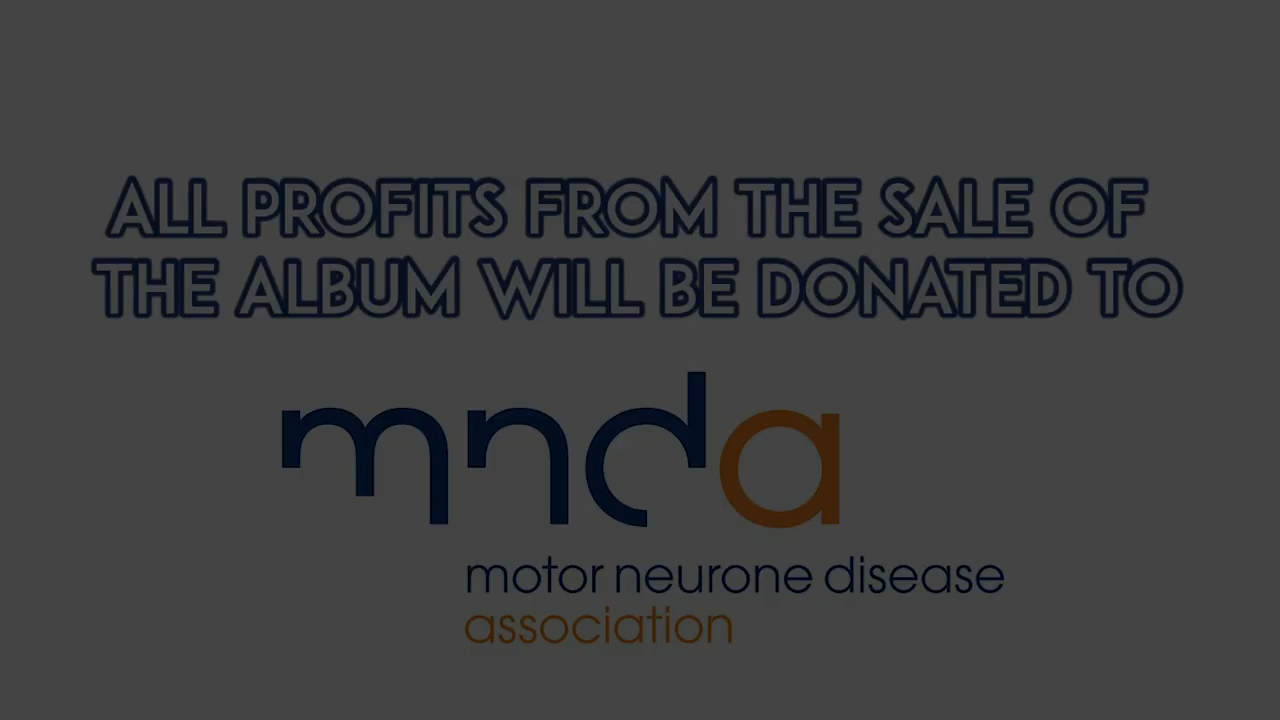 ALL PROFITS FROM THE SALE OF
THE ALBUM WILL BE DONATED TO
mnda
motor neurone disease
association